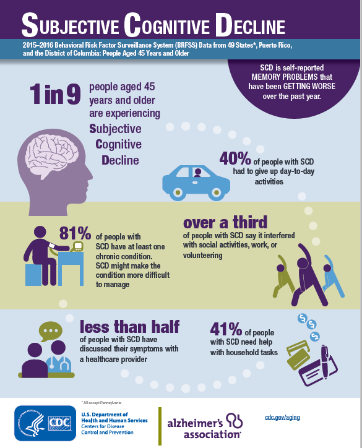 SUBJECTIVE COGNITIVE DECLINE
2015–2016 Behavioral Risk Factor Surveillance System (BRFSS) Data from 49 States*, Puerto Rico,
and the District of Columbia: People Aged 45 Years and Older
SCD is self-reported
MEMORY PROBLEMS that
have been GETTING WORSE
over the past year.
1 in 9
people aged 45
years and older
are experiencing
Subjective
Cognitive
Decline
40% of people with SCD
had to give up day-to-day
activities
81% of people with
SCD have at least one
chronic condition.
SCD might make the
condition more difficult
to manage
over a third
of people with SCD say it interfered
with social activities, work, or
volunteering
less than half
of people with SCD have
discussed their symptoms with
a healthcare provider
41% of people
with SCD need help
with household tasks
$
$
$
CDC
U.S. Department of
Health and Human Services
Centers for Disease
Control and Prevention
alzheimer's
association®
cdc.gov/aging